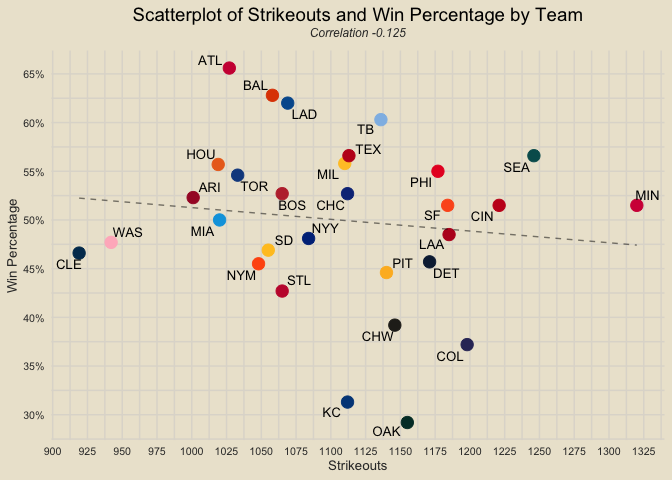 Scatterplot of Strikeouts and Win Percentage by Team
Correlation -0.125
Win Percentage
65%
60%
55%
50%
45%
40%
35%
30%
ATL
BAL
LAD
TB
TEX
HOU
MIL
SEA
PHI
TOR
ARI
BOS
CHC
MIN
SF
CIN
MIA
WAS
NYY
LAA
SD
CLE
NYM
PIT
DET
STL
CHW
COL
KC
OAK
900 925 950 975 1000 1025 1050 1075 1100 1125 1150 1175 1200 1225 1250 1275 1300 1325
Strikeouts